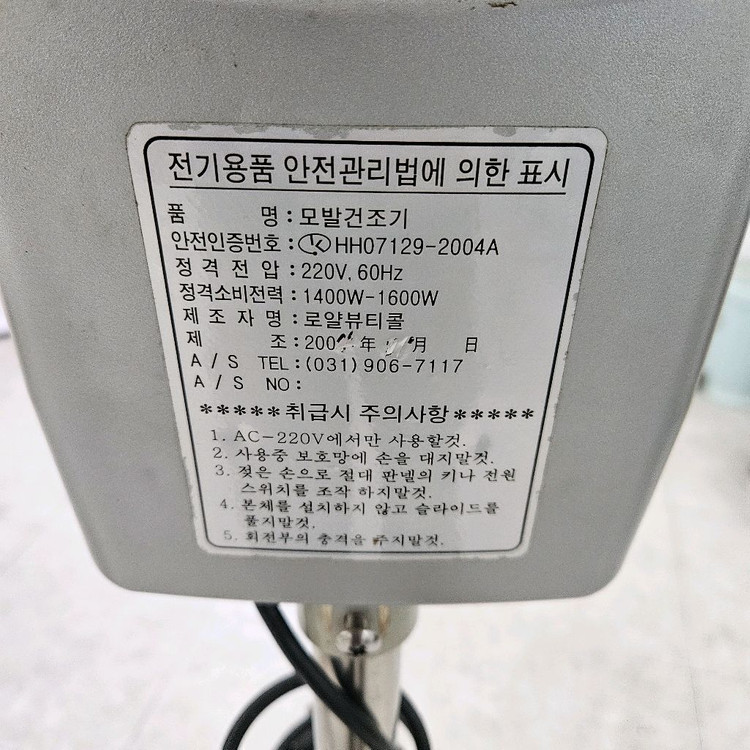 전기용품 안전관리법에 의한 표시
품 명 : 모발건조기
안전인증번호 : K HH07129-2004A
정격전압 : 220V, 60Hz
정격소비전력 : 1400W-1600W
제조자명 : 로얄뷰티콜
제 조 : 200 年 月 日
A/S TEL : (031) 906-7117
A/S NO :
*****취급시 주의사항*****
1. AC-220V에서만 사용할것.
2. 사용중 보호망에 손을 대지말것.
3. 젖은 손으로 절대 판넬의 키나 전원
스위치를 조작 하지말것.
4. 본체를 설치하지 않고 슬라이드를
풀지말것.
5. 회전부의 충격을 주지말것.